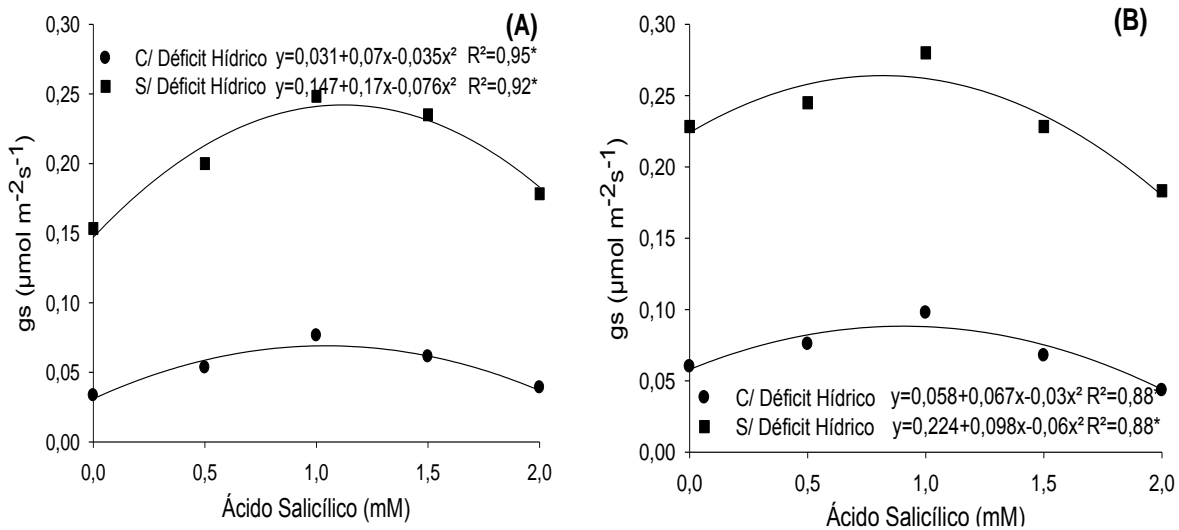 (A)
0,30
● C/ Déficit Hídrico y=0,031+0,07x-0,035x² R²=0,95*
■ S/ Déficit Hídrico y=0,147+0,17x-0,076x² R²=0,92*
0,25
0,20
0,15
0,10
0,05
0,00
gs (µmol m⁻²s⁻¹)
0,0 0,5 1,0 1,5 2,0
Ácido Salicílico (mM)
(B)
0,30
0,25
0,20
0,15
0,10
0,05
0,00
gs (µmol m⁻²s⁻¹)
● C/ Déficit Hídrico y=0,058+0,067x-0,03x² R²=0,88*
■ S/ Déficit Hídrico y=0,224+0,098x-0,06x² R²=0,88*
0,0 0,5 1,0 1,5 2,0
Ácido Salicílico (mM)